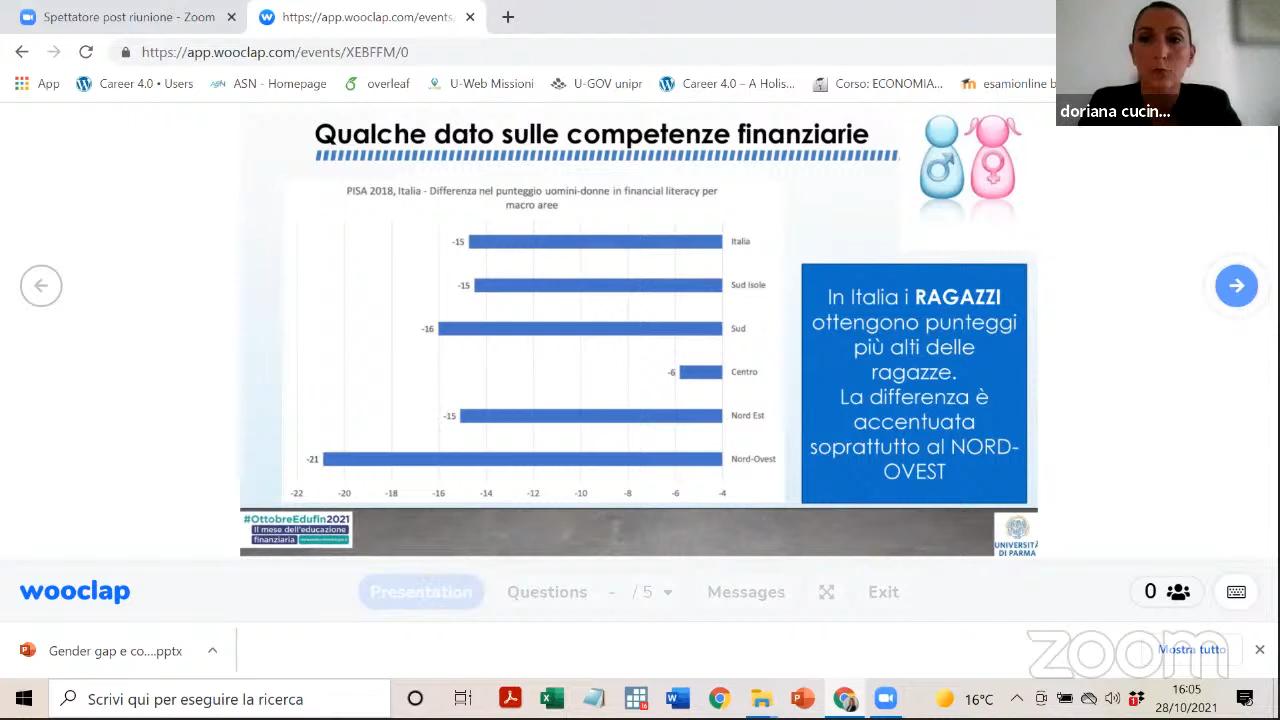 Spettatore post riunione - Zoom
https://app.wooclap.com/events
https://app.wooclap.com/events/XEBFFM/0
App
Career 4.0 • Users
ASN - Homepage
overleaf
U-Web Missioni
U-GOV unipr
Career 4.0 – A Holis...
Corso: ECONOMIA...
esamionline
doriana cucin...
Qualche dato sulle competenze finanziarie
PISA 2018, Italia - Differenza nel punteggio uomini-donne in financial literacy per
macro aree
-15 Italia
-15 Sud Isole
-16 Sud
-6 Centro
-15 Nord Est
-21 Nord-Ovest
-22 -20 -18 -16 -14 -12 -10 -8 -6 -4
In Italia i RAGAZZI
ottengono punteggi
più alti delle
ragazze.
La differenza è
accentuata
soprattutto al NORD-
OVEST
#OttobreEdufin2021
Il mese dell'educazione
finanziaria
UNIVERSITÀ
DI PARMA
wooclap
Presentation
Questions
- / 5
Messages
Exit
0
Gender gap e co....pptx
zoom
Mostra tutto
Scrivi qui per eseguire la ricerca
16°C
16:05
28/10/2021